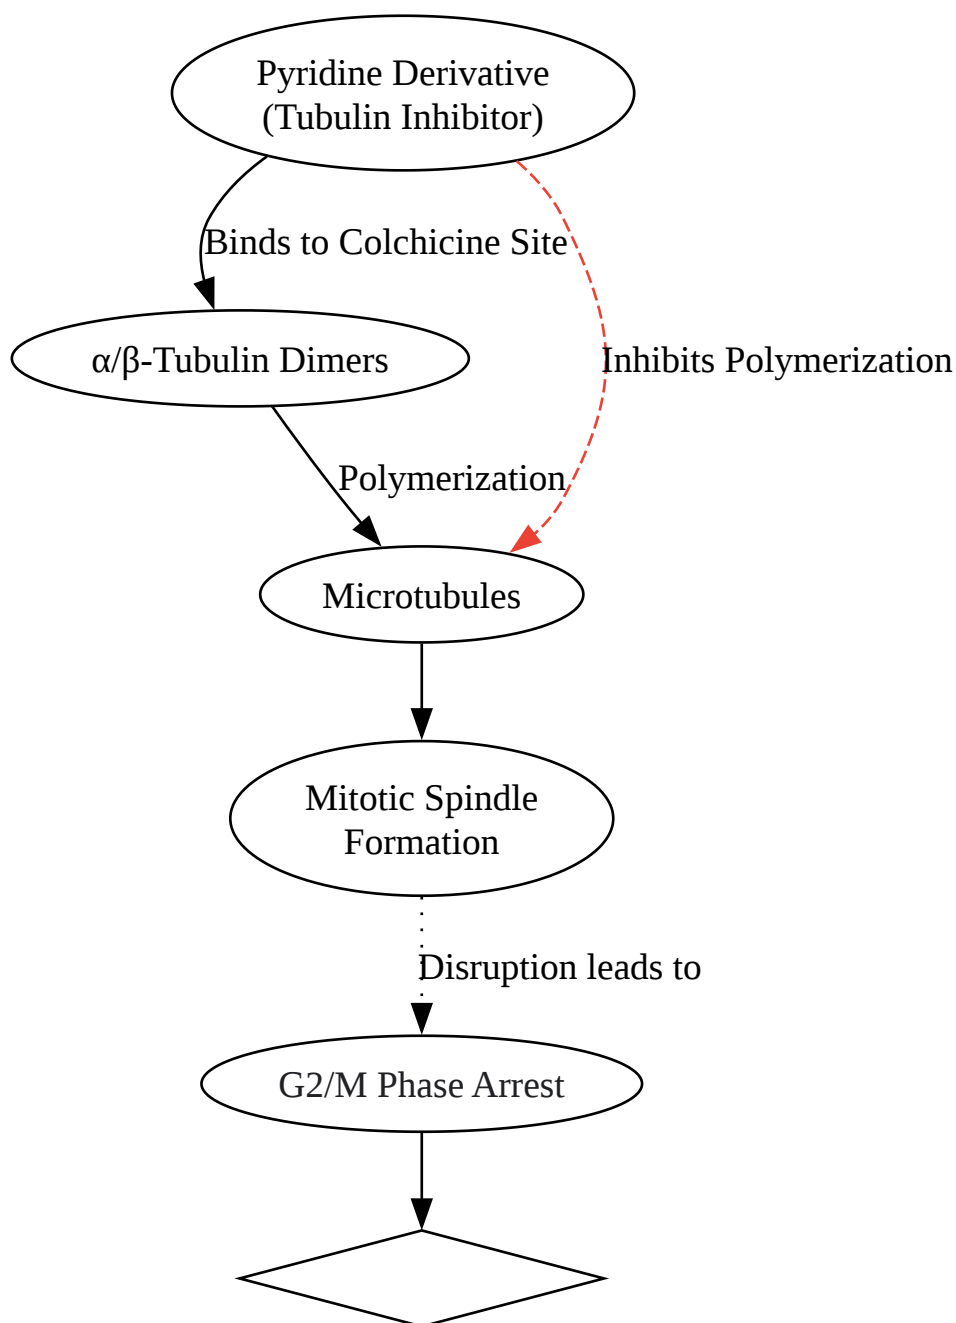 Pyridine Derivative
(Tubulin Inhibitor)
Binds to Colchicine Site
α/β-Tubulin Dimers
Inhibits Polymerization
Polymerization
Microtubules
Mitotic Spindle
Formation
Disruption leads to
G2/M Phase Arrest